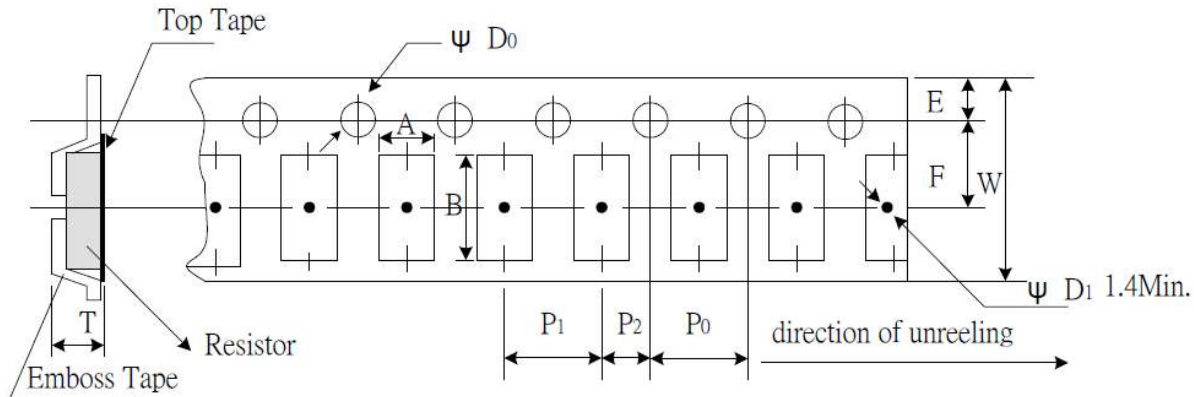 Top Tape
Ψ D0
E
A
F
W
B
Ψ D1 1.4Min.
P1
P2
P0
direction of unreeling
T
Resistor
Emboss Tape